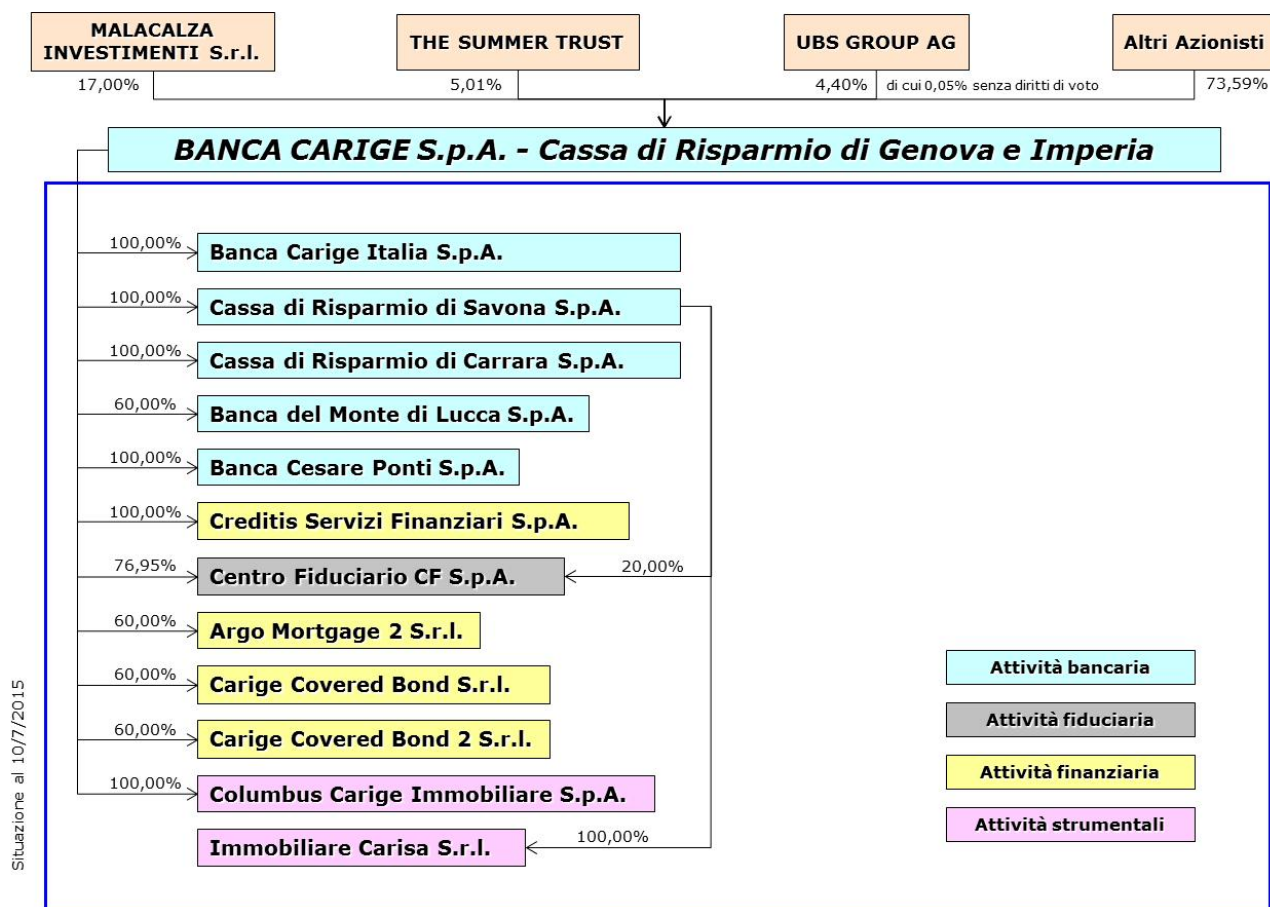 MALACALZA
INVESTIMENTI S.r.l.
THE SUMMER TRUST
UBS GROUP AG
Altri Azionisti
17,00%
5,01%
4,40%
di cui 0,05% senza diritti di voto
73,59%
BANCA CARIGE S.p.A. - Cassa di Risparmio di Genova e Imperia
100,00%
Banca Carige Italia S.p.A.
100,00%
Cassa di Risparmio di Savona S.p.A.
100,00%
Cassa di Risparmio di Carrara S.p.A.
60,00%
Banca del Monte di Lucca S.p.A.
100,00%
Banca Cesare Ponti S.p.A.
100,00%
Creditis Servizi Finanziari S.p.A.
76,95%
Centro Fiduciario CF S.p.A.
20,00%
60,00%
Argo Mortgage 2 S.r.l.
60,00%
Carige Covered Bond S.r.l.
60,00%
Carige Covered Bond 2 S.r.l.
100,00%
Columbus Carige Immobiliare S.p.A.
Immobiliare Carisa S.r.l.
100,00%
Attività bancaria
Attività fiduciaria
Attività finanziaria
Attività strumentali
Situazione al 10/7/2015